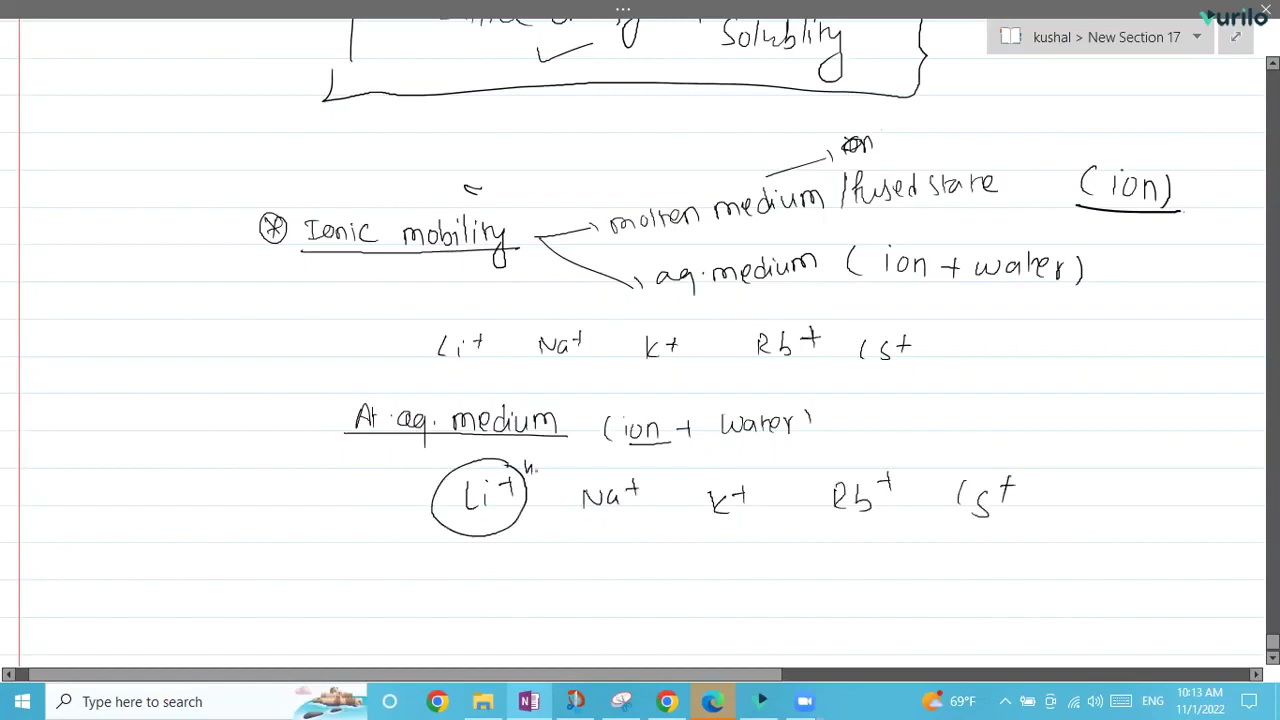 vurilo
kushal > New Section 17
Solubility
ion
* Ionic mobility
molten medium / fused state (ion)
aq. medium ( ion + water )
Li+ Na+ K+ Rb+ Cs+
At. aq. medium (ion + water)
Li+ Na+ K+ Rb+ Cs+
Type here to search
69°F
ENG
10:13 AM
11/1/2022